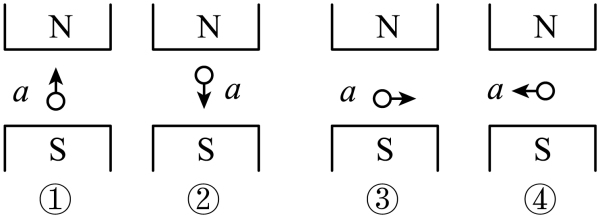 N N N N
a a a a
S S S S
① ② ③ ④